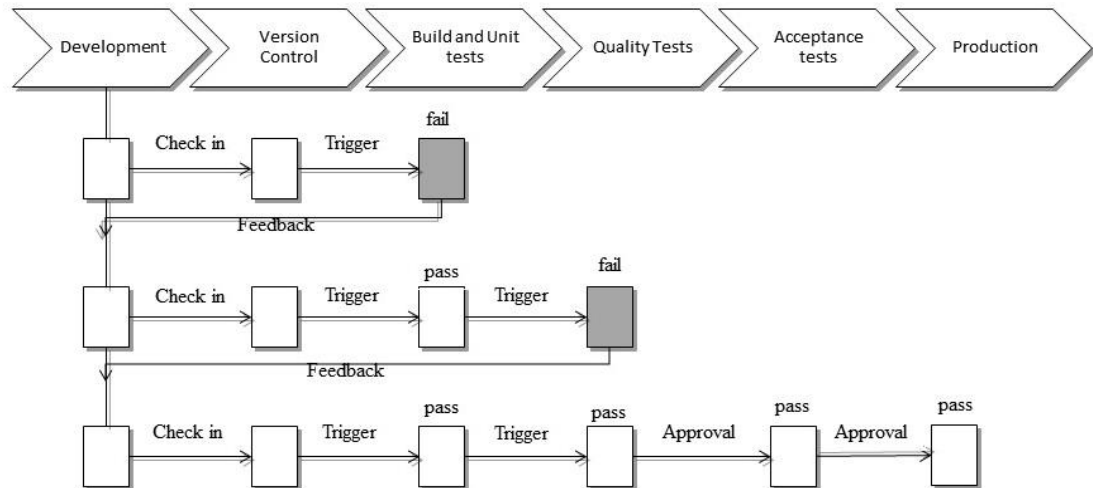 Development
Version
Control
Build and Unit
tests
Quality Tests
Acceptance
tests
Production
fail
Check in
Trigger
Feedback
pass
fail
Check in
Trigger
Trigger
Feedback
pass
pass
pass
pass
Check in
Trigger
Trigger
Approval
Approval